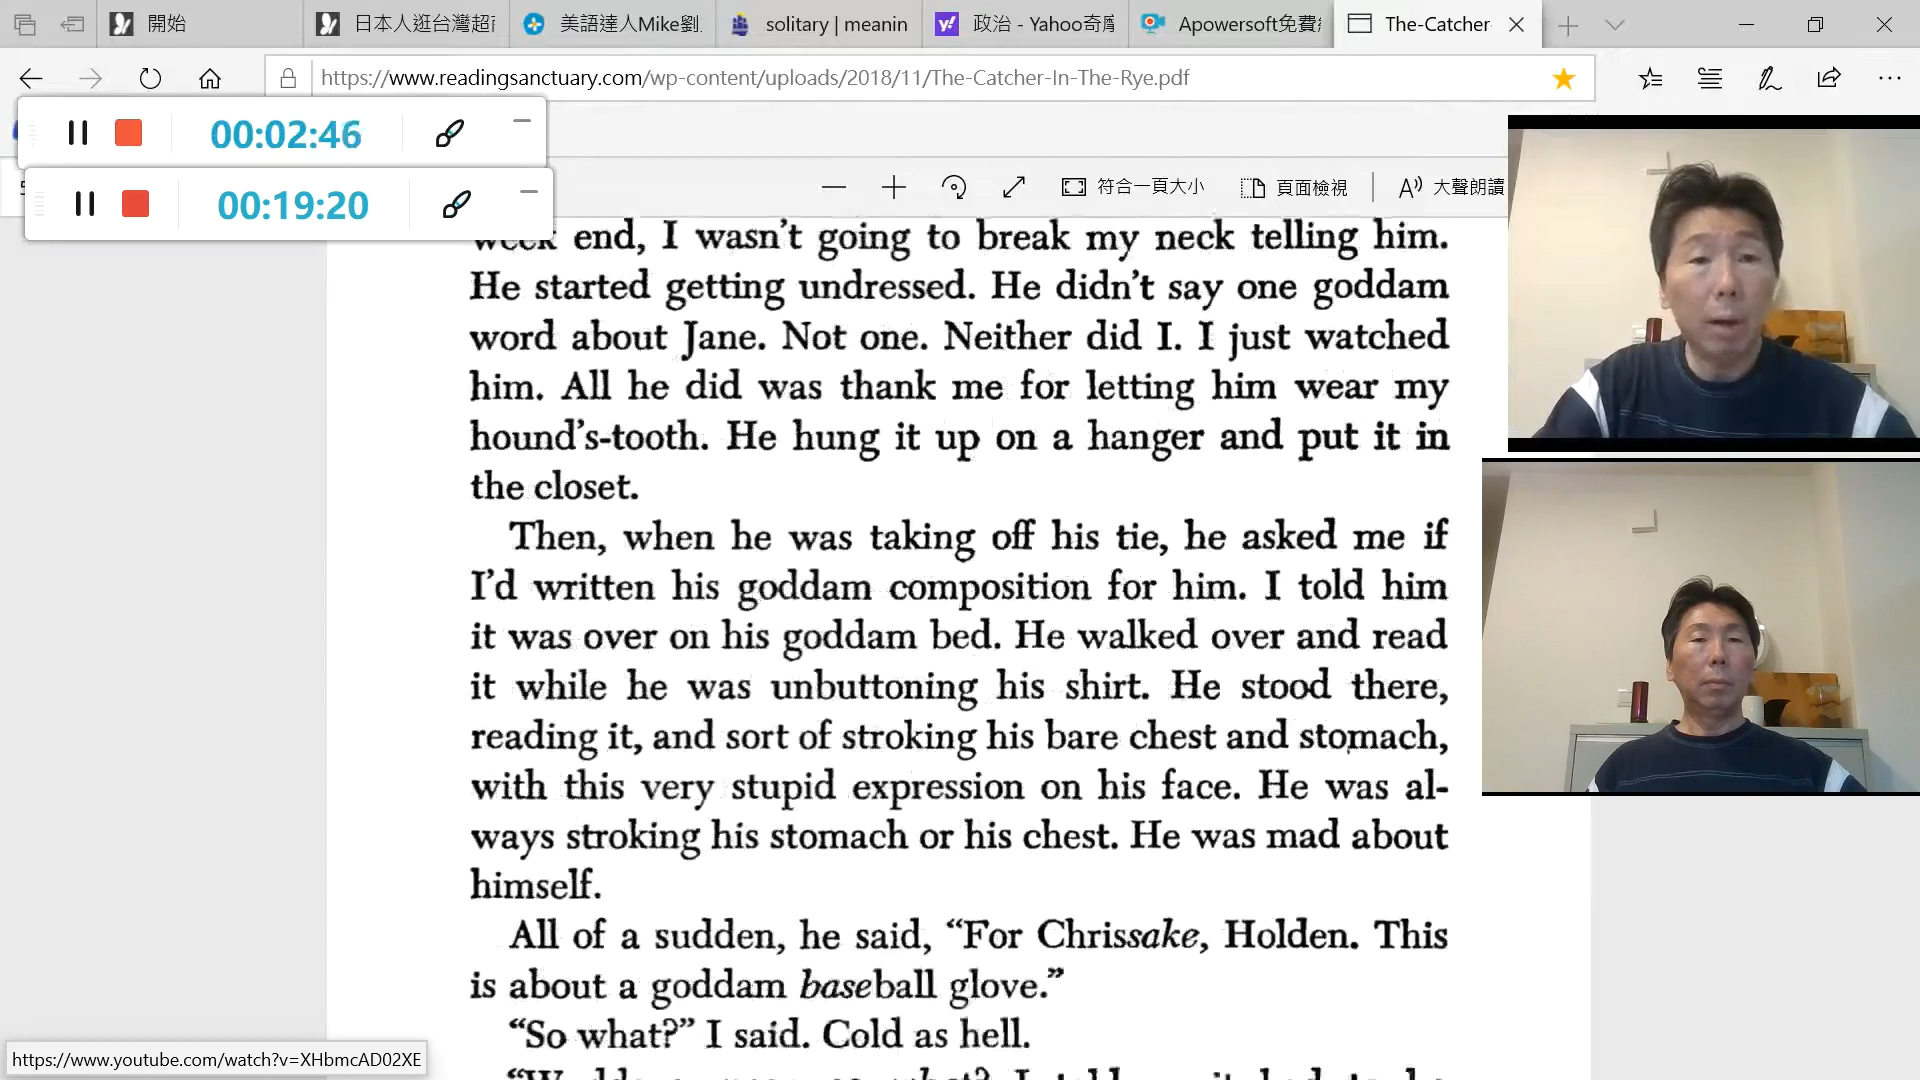 開始
日本人逛台灣超
美語達人Mike劉
solitary | meanin
政治 - Yahoo奇摩
Apowersoft免費
The-Catcher
https://www.readingsanctuary.com/wp-content/uploads/2018/11/The-Catcher-In-The-Rye.pdf
00:02:46
00:19:20
符合一頁大小
頁面檢視
大聲朗讀
week end, I wasn't going to break my neck telling him.
He started getting undressed. He didn't say one goddam
word about Jane. Not one. Neither did I. I just watched
him. All he did was thank me for letting him wear my
hound's-tooth. He hung it up on a hanger and put it in
the closet.
Then, when he was taking off his tie, he asked me if
I'd written his goddam composition for him. I told him
it was over on his goddam bed. He walked over and read
it while he was unbuttoning his shirt. He stood there,
reading it, and sort of stroking his bare chest and stomach,
with this very stupid expression on his face. He was al-
ways stroking his stomach or his chest. He was mad about
himself.
All of a sudden, he said, “For Chrissake, Holden. This
is about a goddam baseball glove.”
“So what?” I said. Cold as hell.
https://www.youtube.com/watch?v=XHbmcAD02XE